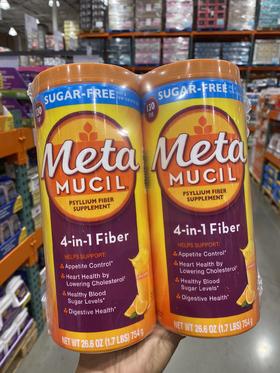 SUGAR-FREE
Meta
MUCIL
PSYLLIUM FIBER
SUPPLEMENT
4-in-1 Fiber
HELPS SUPPORT:
Appetite Control*
Heart Health by
Lowering Cholesterol†
Healthy Blood
Sugar Levels*
Digestive Health*
NET WT 26.6 OZ (1.7 LBS) 754 g
130
SUGAR-FREE
Meta
MUCIL
PSYLLIUM FIBER
SUPPLEMENT
4-in-1 Fiber
HELPS SUPPORT:
Appetite Control*
Heart Health by
Lowering Cholesterol†
Healthy Blood
Sugar Levels*
Digestive Health*
NET WT 26.6 OZ (1.7 LBS) 754 g